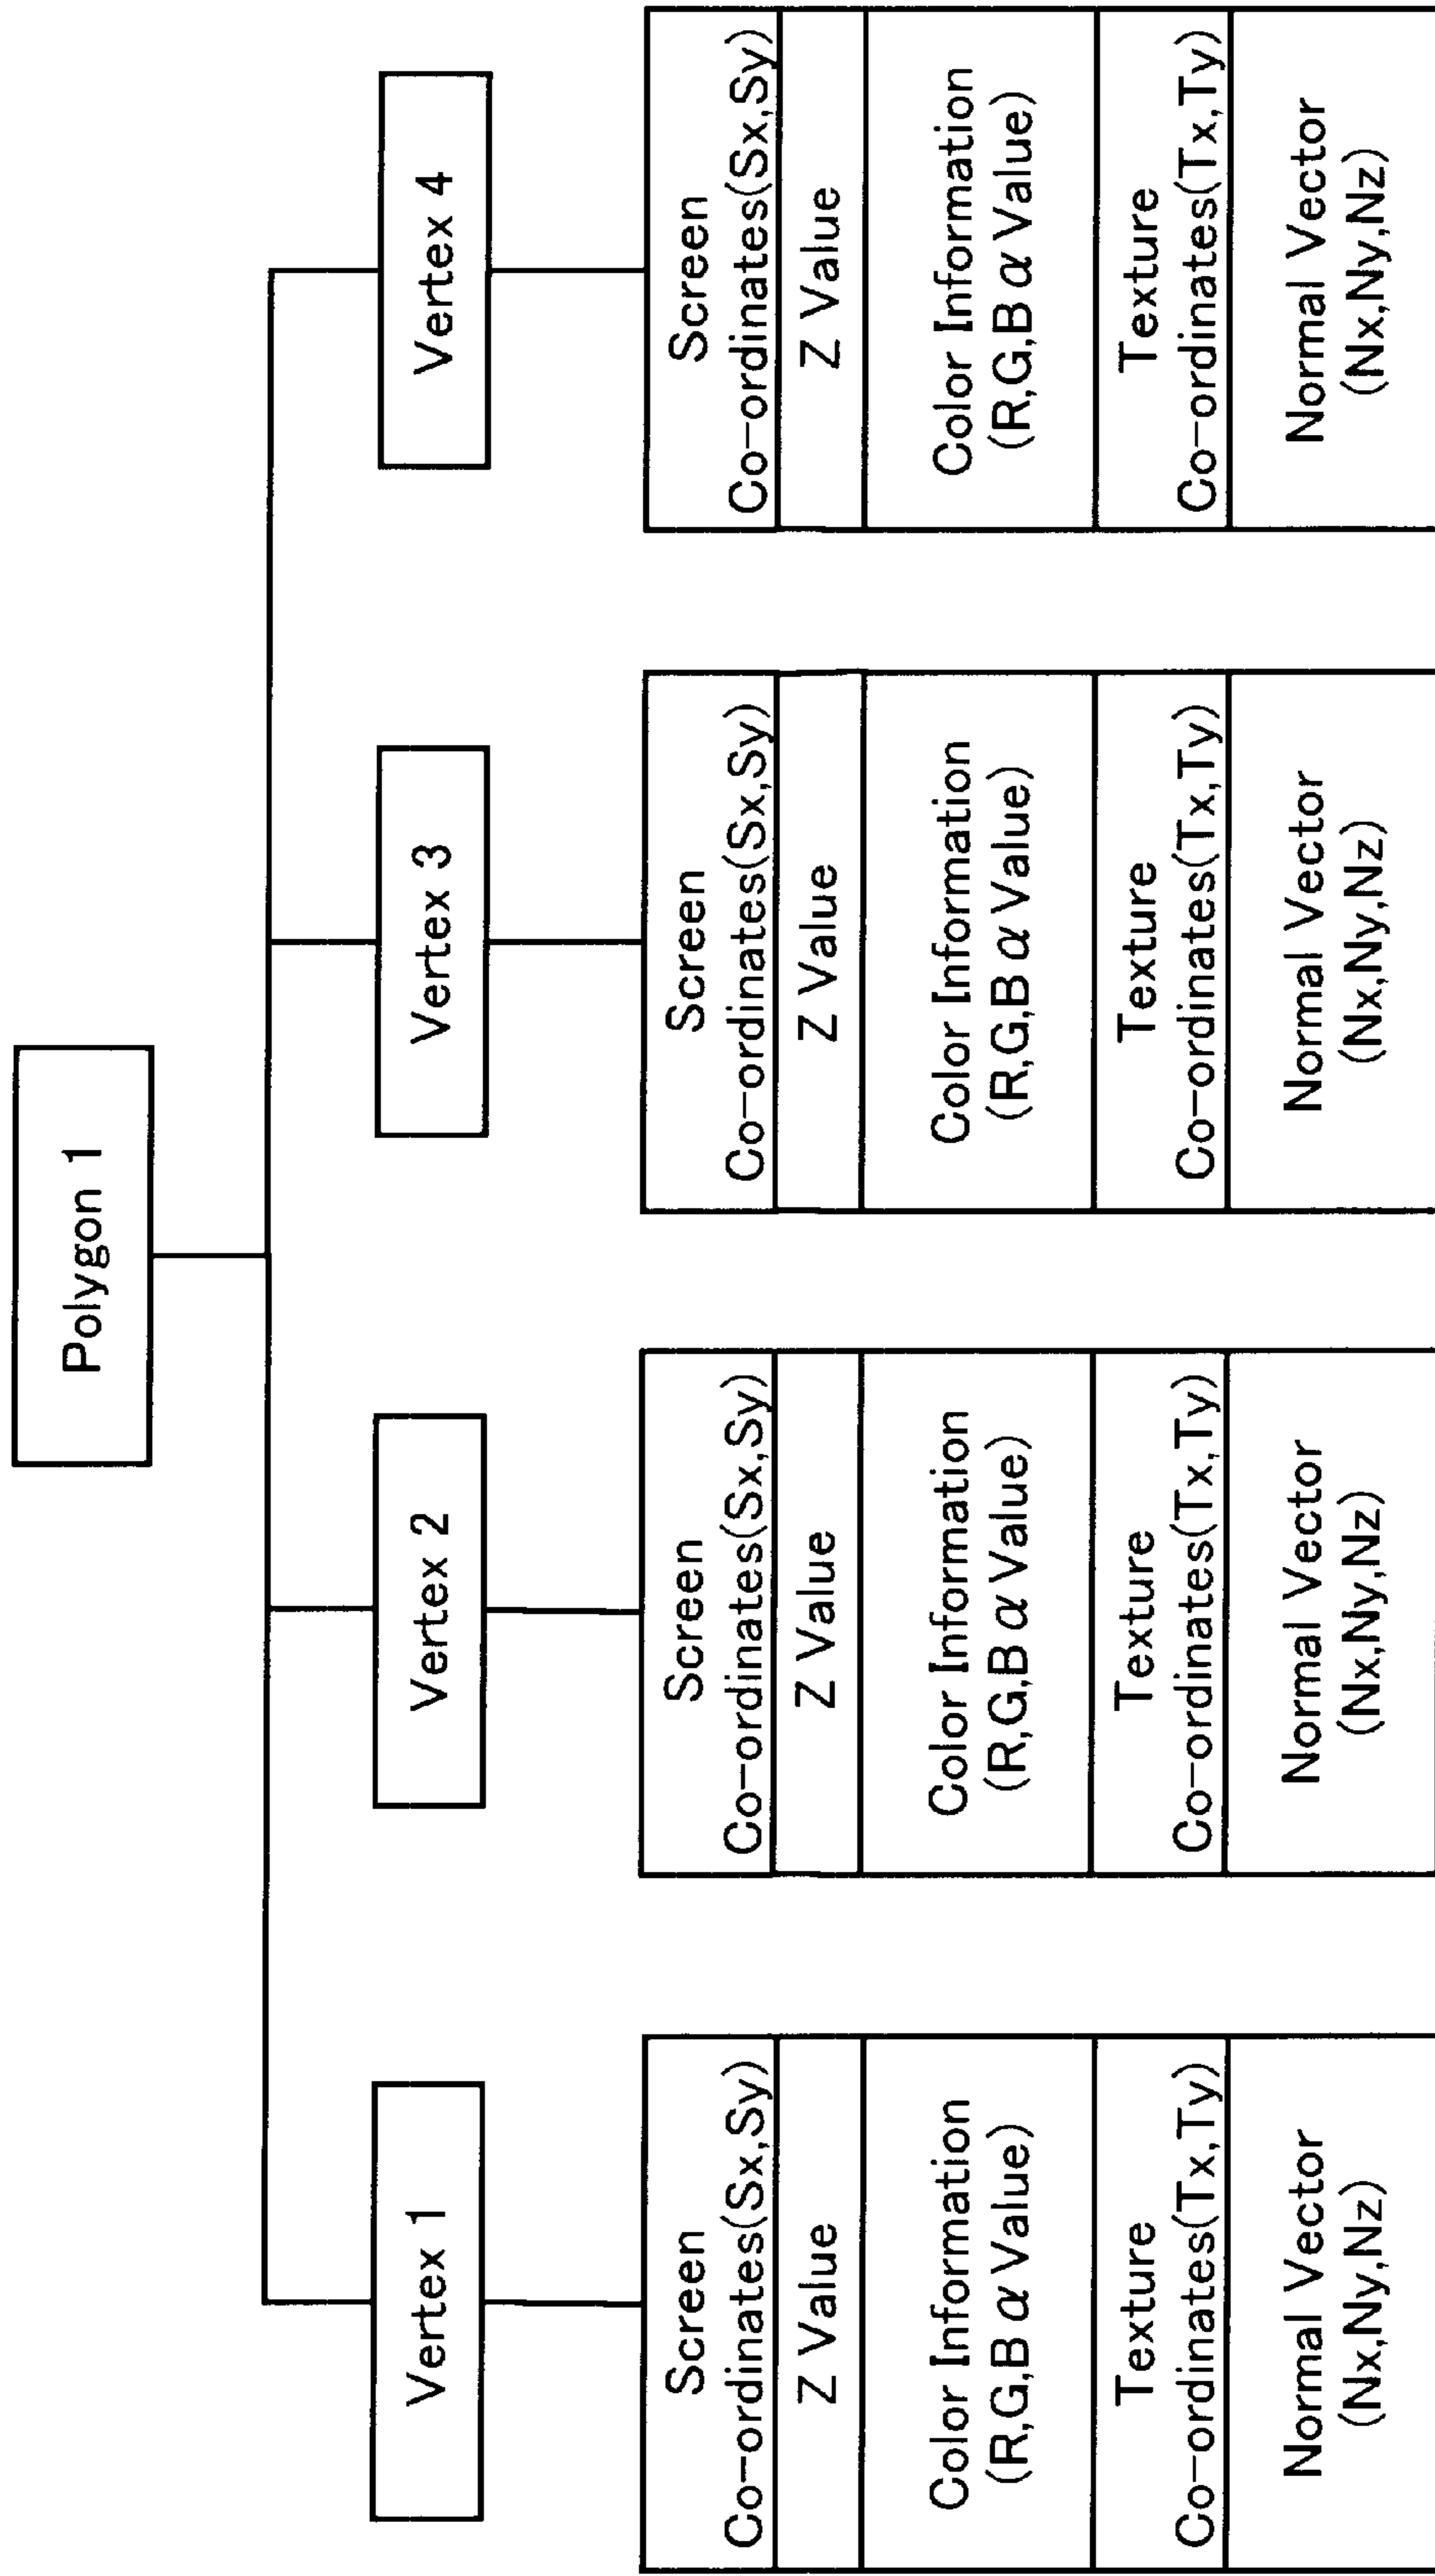 Polygon 1
Vertex 1
Vertex 2
Vertex 3
Vertex 4
Screen
Co-ordinates(Sx,Sy)
Z Value
Color Information
(R,G,B α Value)
Texture
Co-ordinates(Tx,Ty)
Normal Vector
(Nx,Ny,Nz)
Screen
Co-ordinates(Sx,Sy)
Z Value
Color Information
(R,G,B α Value)
Texture
Co-ordinates(Tx,Ty)
Normal Vector
(Nx,Ny,Nz)
Screen
Co-ordinates(Sx,Sy)
Z Value
Color Information
(R,G,B α Value)
Texture
Co-ordinates(Tx,Ty)
Normal Vector
(Nx,Ny,Nz)
Screen
Co-ordinates(Sx,Sy)
Z Value
Color Information
(R,G,B α Value)
Texture
Co-ordinates(Tx,Ty)
Normal Vector
(Nx,Ny,Nz)